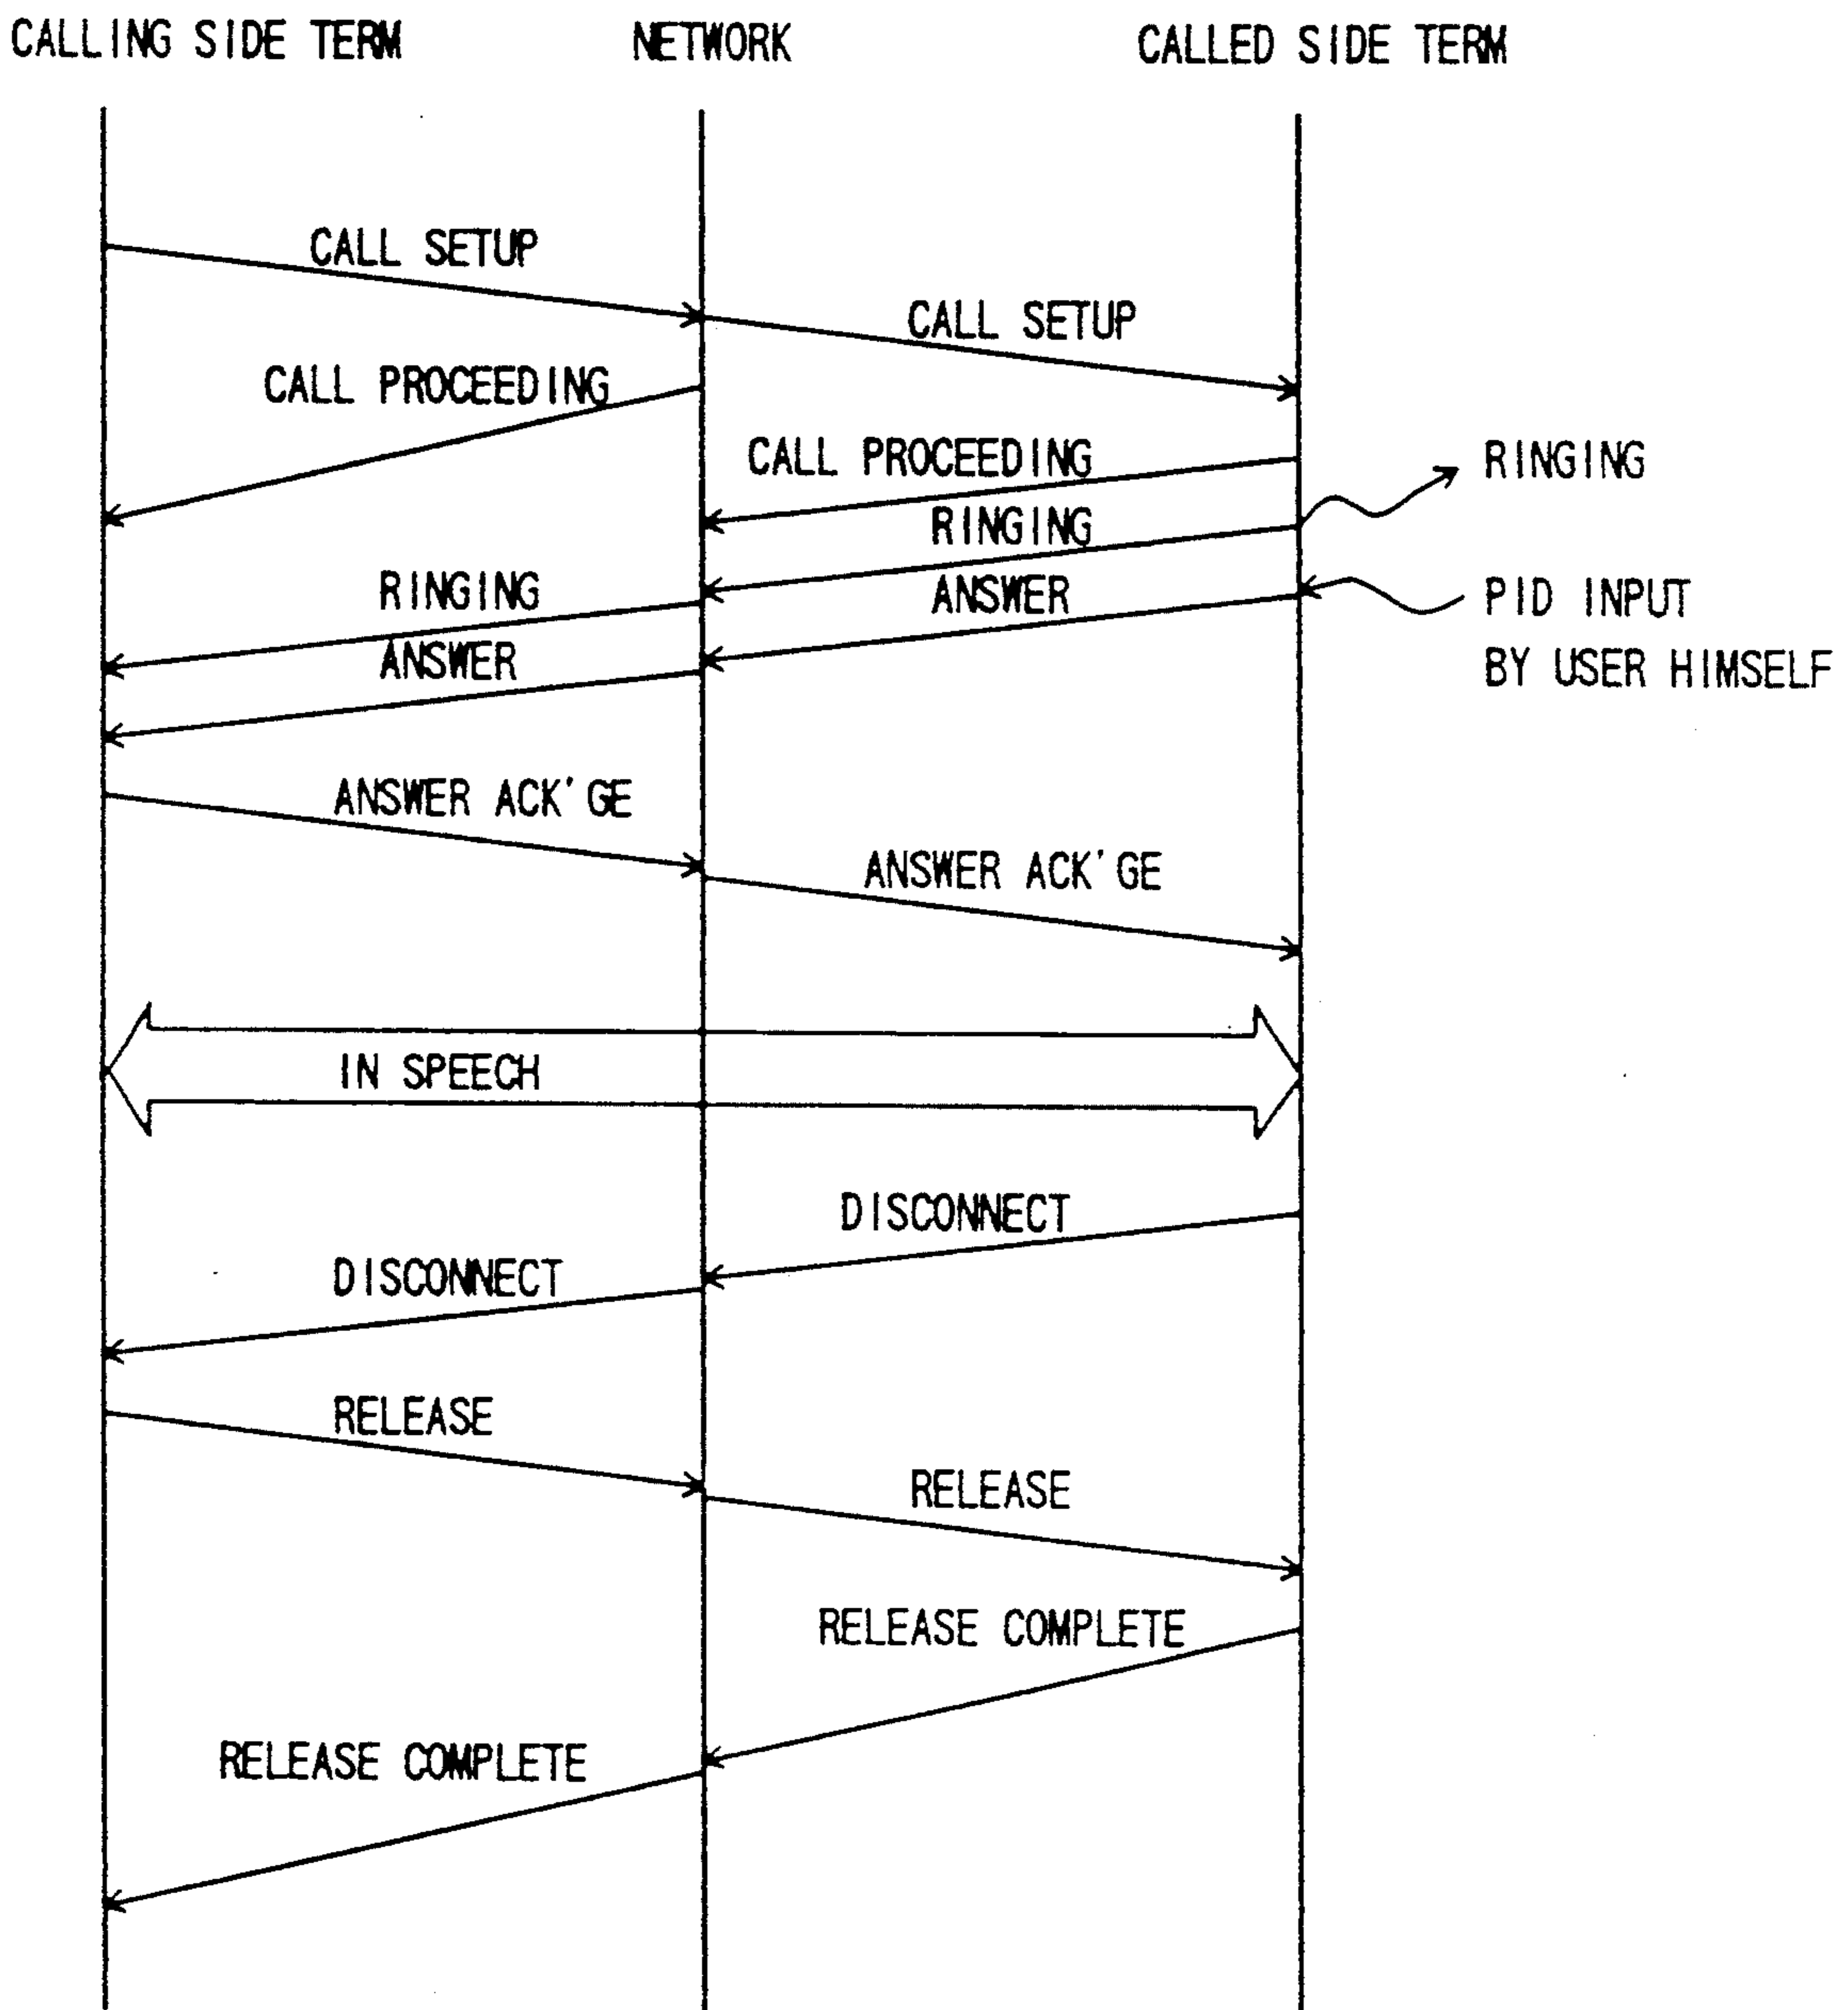 CALLING SIDE TERM
NETWORK
CALLED SIDE TERM
CALL SETUP
CALL SETUP
CALL PROCEEDING
CALL PROCEEDING
RINGING
RINGING
RINGING
ANSWER
PID INPUT
BY USER HIMSELF
ANSWER
ANSWER ACK'GE
ANSWER ACK'GE
IN SPEECH
DISCONNECT
DISCONNECT
RELEASE
RELEASE
RELEASE COMPLETE
RELEASE COMPLETE